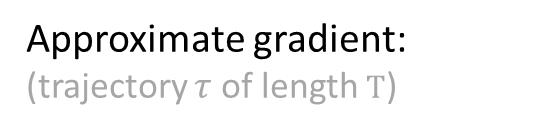 Approximate gradient:
(trajectory τ of length T)